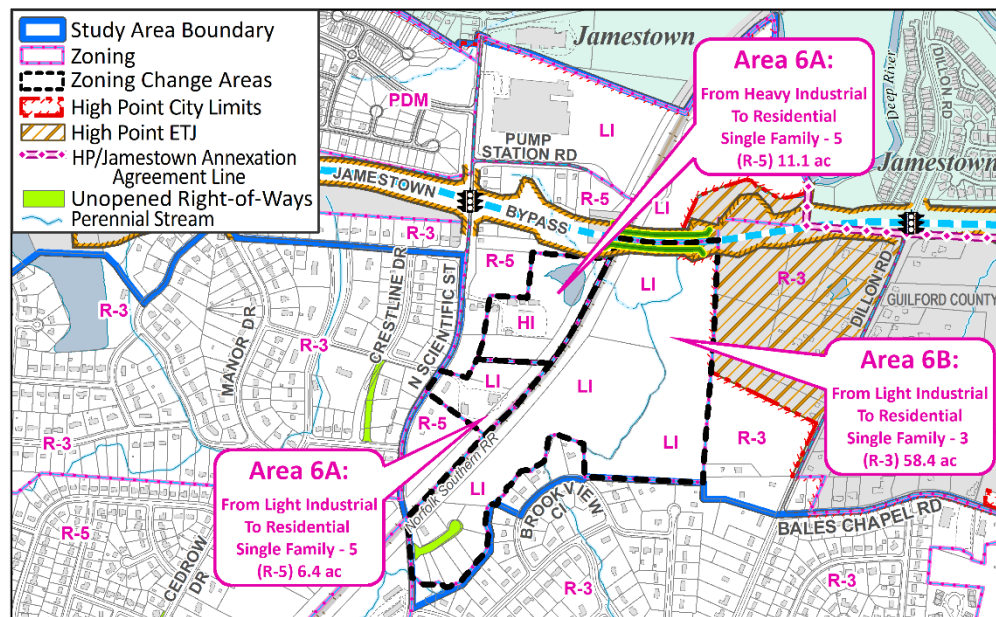 Study Area Boundary
Zoning
Zoning Change Areas
High Point City Limits
High Point ETJ
HP/Jamestown Annexation
Agreement Line
Unopened Right-of-Ways
Perennial Stream
Jamestown
PDM
LI
PUMP
STATION RD
R-5
LI
Area 6A:
From Heavy Industrial
To Residential
Single Family - 5
(R-5) 11.1 ac
Deep River
DILLON RD
Jamestown
JAMESTOWN
BYPASS
R-3
R-5
LI
R-3
DILLON RD
GUILFORD COUNTY
R-3
MANOR DR
R-3
CRESTLINE DR
N SCIENTIFIC ST
HI
LI
LI
R-5
Area 6B:
From Light Industrial
To Residential
Single Family - 3
(R-3) 58.4 ac
R-3
LI
R-3
Area 6A:
From Light Industrial
To Residential
Single Family - 5
(R-5) 6.4 ac
Norfolk Southern RR
LI
BROOKVIEW
CI
BALES CHAPEL RD
R-5
CEDROW
DR
R-3
R-3